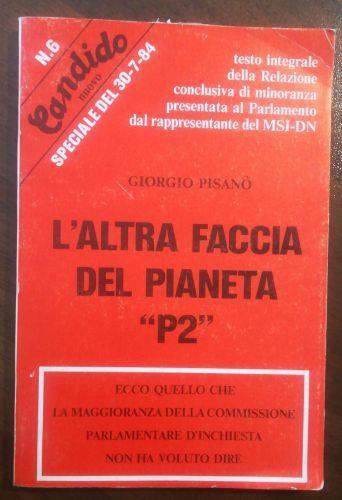 N.6
Candido
nuovo
SPECIALE DEL 30-7-84
testo integrale
della Relazione
conclusiva di minoranza
presentata al Parlamento
dal rappresentante del MSI-DN
GIORGIO PISANÒ
L'ALTRA FACCIA
DEL PIANETA
"P2"
ECCO QUELLO CHE
LA MAGGIORANZA DELLA COMMISSIONE
PARLAMENTARE D'INCHIESTA
NON HA VOLUTO DIRE